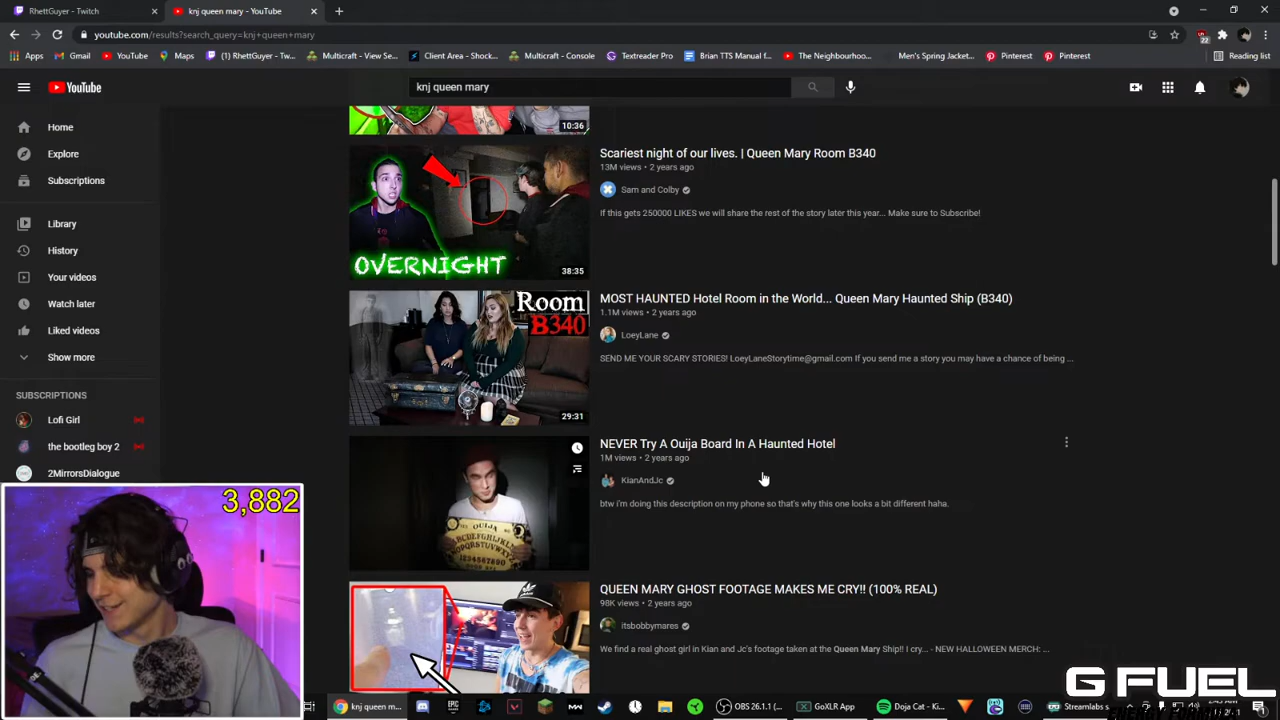 RhettGuyer - Twitch
knj queen mary - YouTube
youtube.com/results?search_query=knj+queen+mary
22
Apps
Gmail
YouTube
Maps
(1) RhettGuyer - Tw...
Multicraft - View Se...
Client Area - Shock...
Multicraft - Console
Textreader Pro
Brian TTS Manual f...
The Neighbourhoo...
Men's Spring Jacket...
Pinterest
Pinterest
Reading list
YouTube
knj queen mary
Home
Explore
Subscriptions
Library
History
Your videos
Watch later
Liked videos
Show more
SUBSCRIPTIONS
Lofi Girl
the bootleg boy 2
2MirrorsDialogue
10:36
OVERNIGHT
38:35
Scariest night of our lives. | Queen Mary Room B340
13M views • 2 years ago
Sam and Colby
If this gets 250000 LIKES we will share the rest of the story later this year... Make sure to Subscribe!
Room
B340
29:31
MOST HAUNTED Hotel Room in the World... Queen Mary Haunted Ship (B340)
1.1M views • 2 years ago
LoeyLane
SEND ME YOUR SCARY STORIES! LoeyLaneStorytime@gmail.com If you send me a story you may have a chance of being ...
OUIJA
NEVER Try A Ouija Board In A Haunted Hotel
1M views • 2 years ago
KianAndJc
btw i'm doing this description on my phone so that's why this one looks a bit different haha.
QUEEN MARY GHOST FOOTAGE MAKES ME CRY!! (100% REAL)
98K views • 2 years ago
itsbobbymares
We find a real ghost girl in Kian and Jc's footage taken at the Queen Mary Ship!! I cry... - NEW HALLOWEEN MERCH: ...
3,882
G FUEL
knj queen m...
EPIC
OBS 26.1.1 (...
GoXLR App
Doja Cat - Ki...
Streamlabs